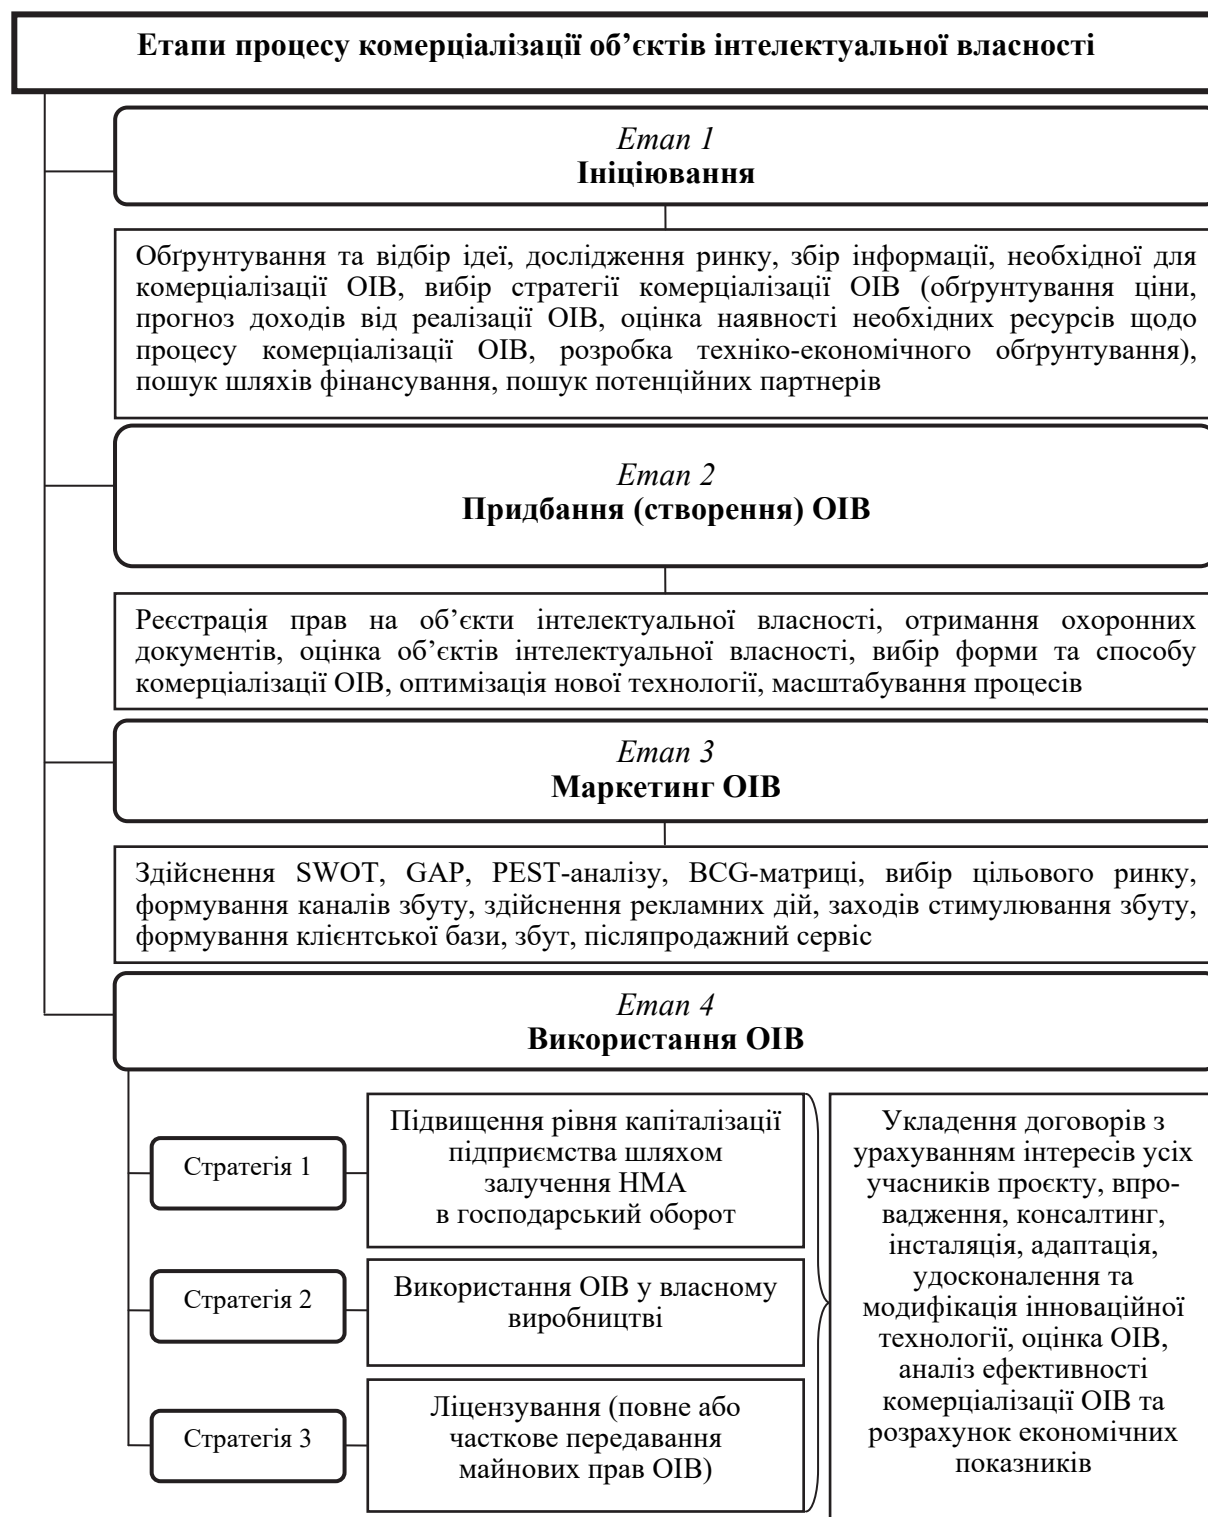 Етапи процесу комерціалізації об’єктів інтелектуальної власності
Етап 1
Ініціювання
Обґрунтування та відбір ідеї, дослідження ринку, збір інформації, необхідної для
комерціалізації ОІВ, вибір стратегії комерціалізації ОІВ (обґрунтування ціни,
прогноз доходів від реалізації ОІВ, оцінка наявності необхідних ресурсів щодо
процесу комерціалізації ОІВ, розробка техніко-економічного обґрунтування),
пошук шляхів фінансування, пошук потенційних партнерів
Етап 2
Придбання (створення) ОІВ
Реєстрація прав на об’єкти інтелектуальної власності, отримання охоронних
документів, оцінка об’єктів інтелектуальної власності, вибір форми та способу
комерціалізації ОІВ, оптимізація нової технології, масштабування процесів
Етап 3
Маркетинг ОІВ
Здійснення SWOT, GAP, PEST-аналізу, BCG-матриці, вибір цільового ринку,
формування каналів збуту, здійснення рекламних дій, заходів стимулювання збуту,
формування клієнтської бази, збут, післяпродажний сервіс
Етап 4
Використання ОІВ
Стратегія 1
Підвищення рівня капіталізації
підприємства шляхом
залучення НМА
в господарський оборот
Стратегія 2
Використання ОІВ у власному
виробництві
Стратегія 3
Ліцензування (повне або
часткове передавання
майнових прав ОІВ)
Укладення договорів з
урахуванням інтересів усіх
учасників проєкту, впро-
вадження, консалтинг,
інсталяція, адаптація,
удосконалення та
модифікація інноваційної
технології, оцінка ОІВ,
аналіз ефективності
комерціалізації ОІВ та
розрахунок економічних
показників